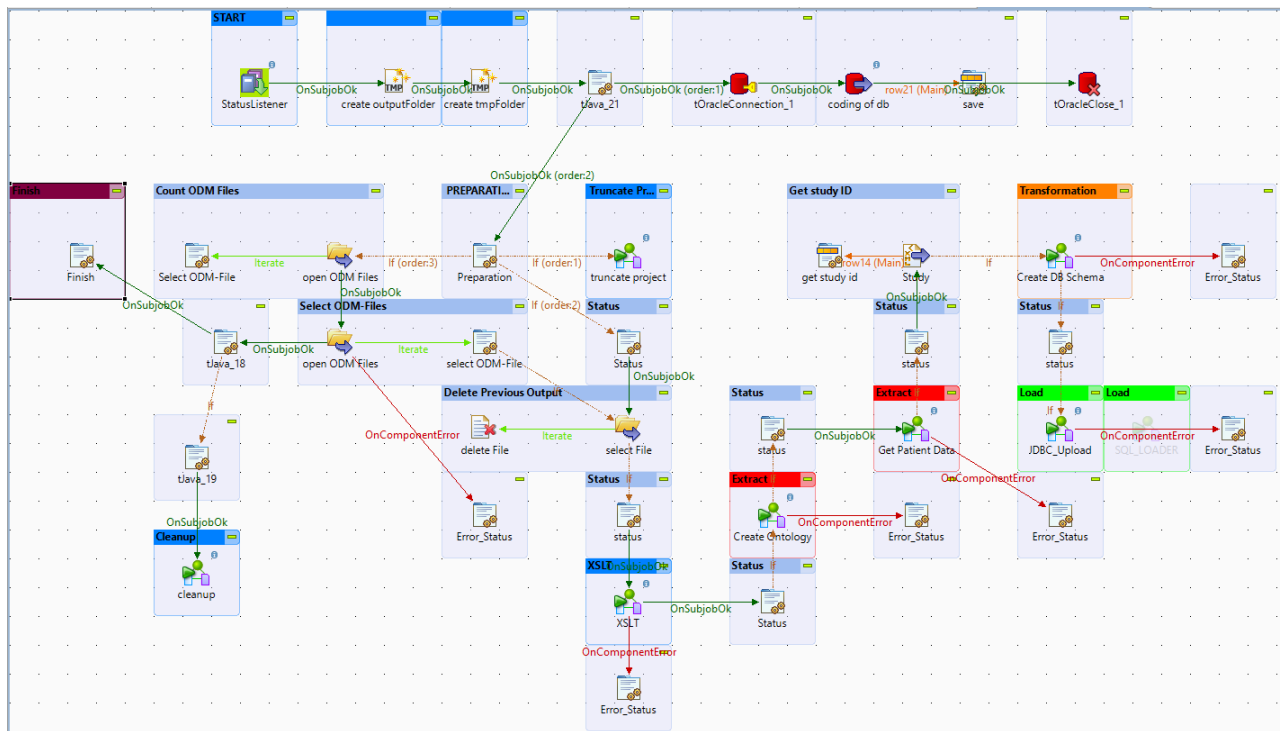 START
StatusListener
OnSubjobOk
create outputFolder
OnSubjobOk
create tmpFolder
OnSubjobOk
tJava_21
OnSubjobOk (order:1)
tOracleConnection_1
OnSubjobOk
coding of db
row21 (Main)
save
OnSubjobOk
tOracleClose_1
OnSubjobOk (order:2)
Finish
Count ODM Files
PREPARATI...
Truncate Pr...
Get study ID
Transformation
Finish
Select ODM-File
Iterate
open ODM Files
If (order:3)
Preparation
If (order:1)
truncate project
get study id
row14 (Main)
Study
If
Create DB Schema
OnComponentError
Error_Status
OnSubjobOk
OnSubjobOk
Select ODM-Files
If (order:2)
Status
OnSubjobOk
Status
Status
tJava_18
OnSubjobOk
open ODM Files
Iterate
select ODM-File
Status
status
status
If
OnSubjobOk
If
If
Delete Previous Output
Status
Extract
Load
Load
If
If
OnComponentError
delete File
Iterate
select File
status
OnSubjobOk
Get Patient Data
JDBC_Upload
OnComponentError
SQL_LOADER
Error_Status
tJava_19
Status
If
Extract
If
OnComponentError
OnSubjobOk
Error_Status
status
Create Ontology
OnComponentError
Error_Status
Error_Status
Cleanup
XSLT
OnSubjobOk
Status
If
cleanup
XSLT
OnSubjobOk
Status
OnComponentError
Error_Status